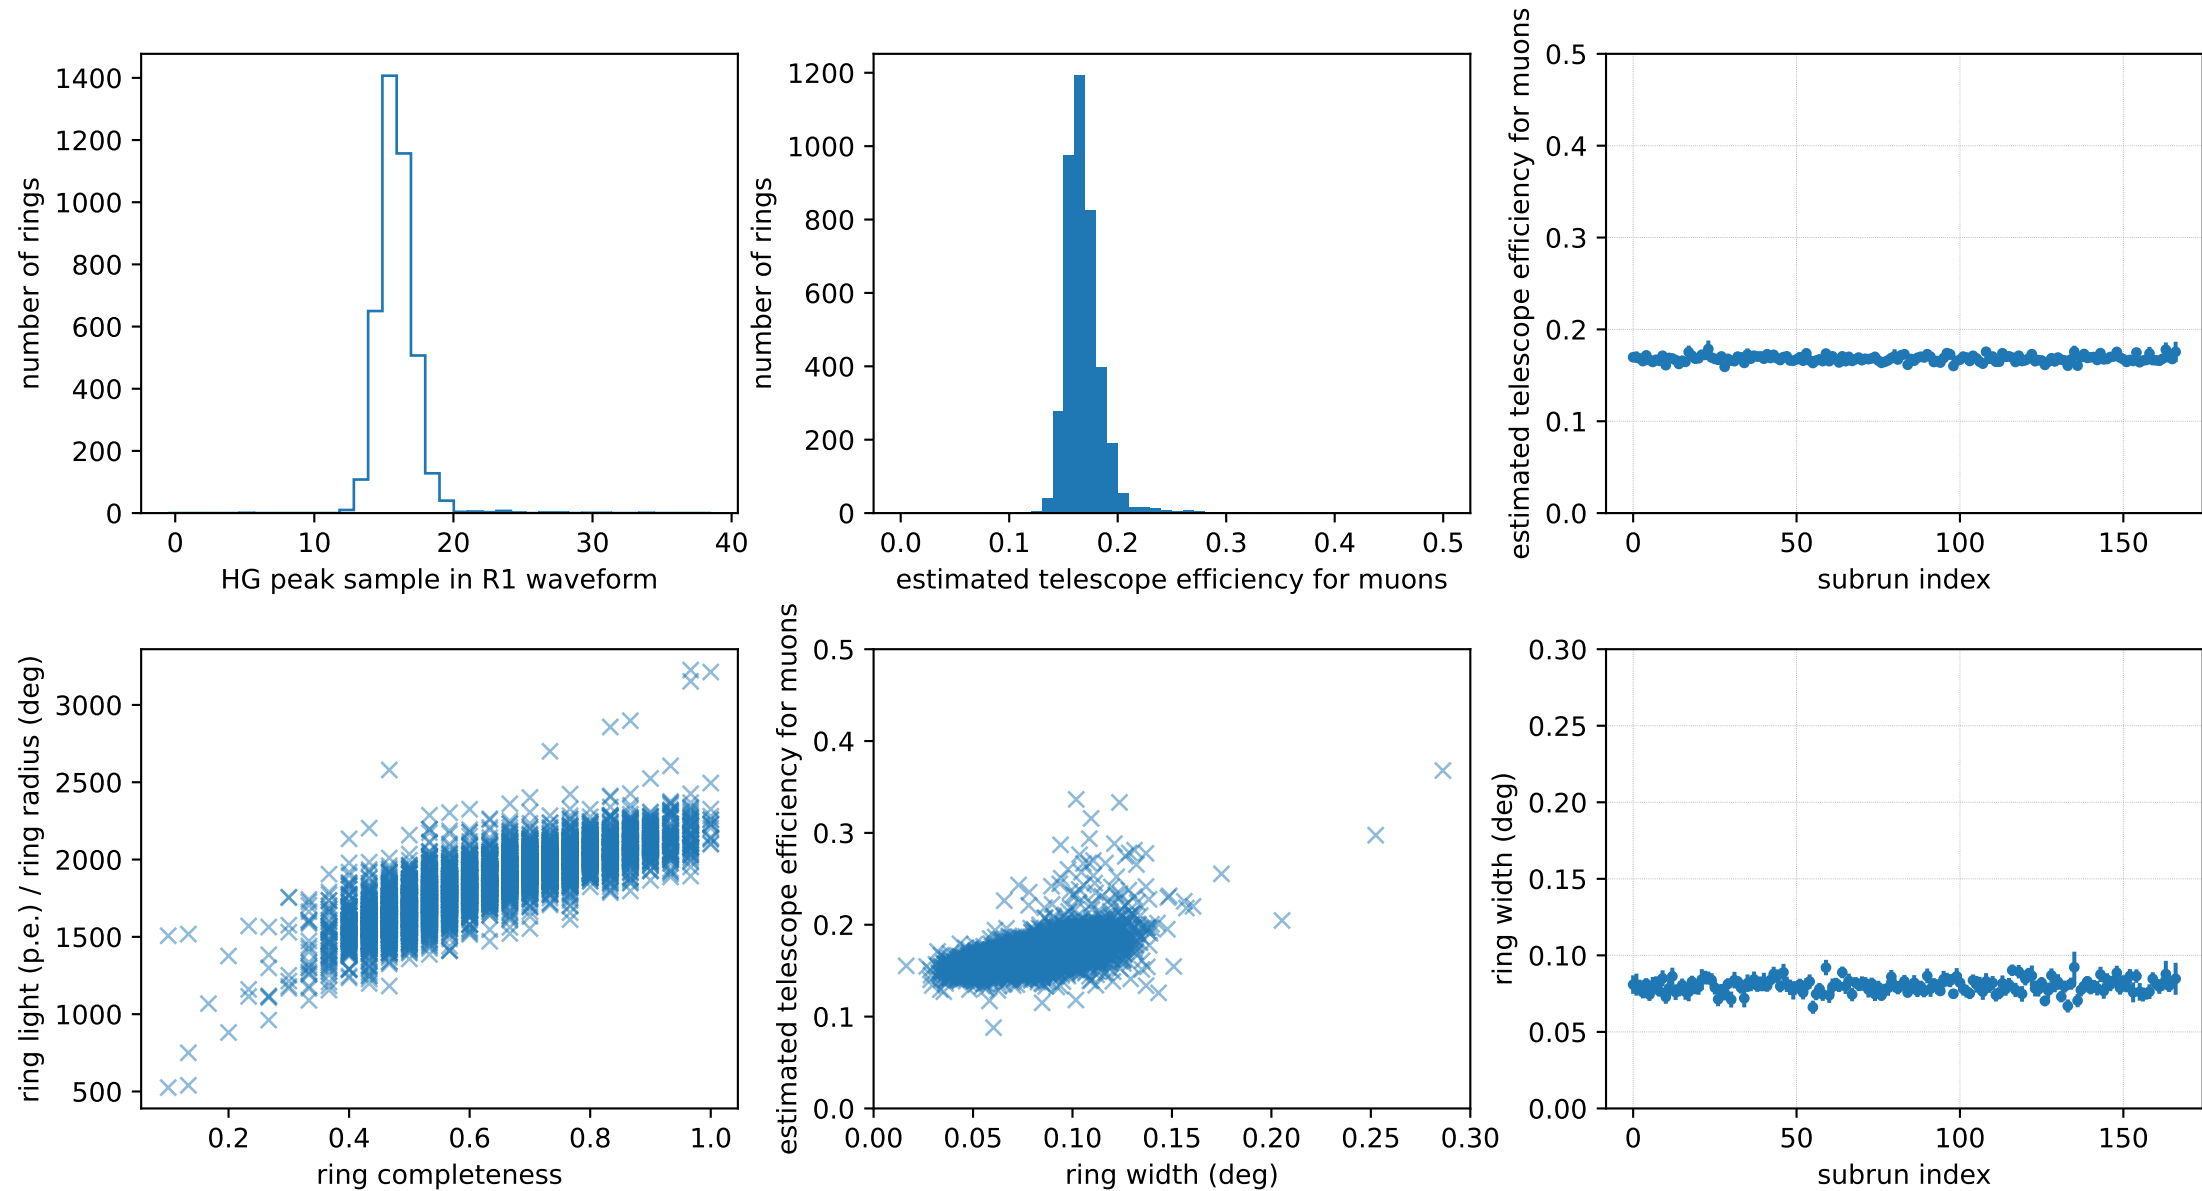 number of rings
1400
1200
1000
800
600
400
200
0
0 10 20 30 40
HG peak sample in R1 waveform
number of rings
1200
1000
800
600
400
200
0
0.0 0.1 0.2 0.3 0.4 0.5
estimated telescope efficiency for muons
estimated telescope efficiency for muons
0.5
0.4
0.3
0.2
0.1
0.0
0 50 100 150
subrun index
ring light (p.e.) / ring radius (deg)
3000
2500
2000
1500
1000
500
0.2 0.4 0.6 0.8 1.0
ring completeness
estimated telescope efficiency for muons
0.5
0.4
0.3
0.2
0.1
0.0
0.00 0.05 0.10 0.15 0.20 0.25 0.30
ring width (deg)
ring width (deg)
0.30
0.25
0.20
0.15
0.10
0.05
0.00
0 50 100 150
subrun index